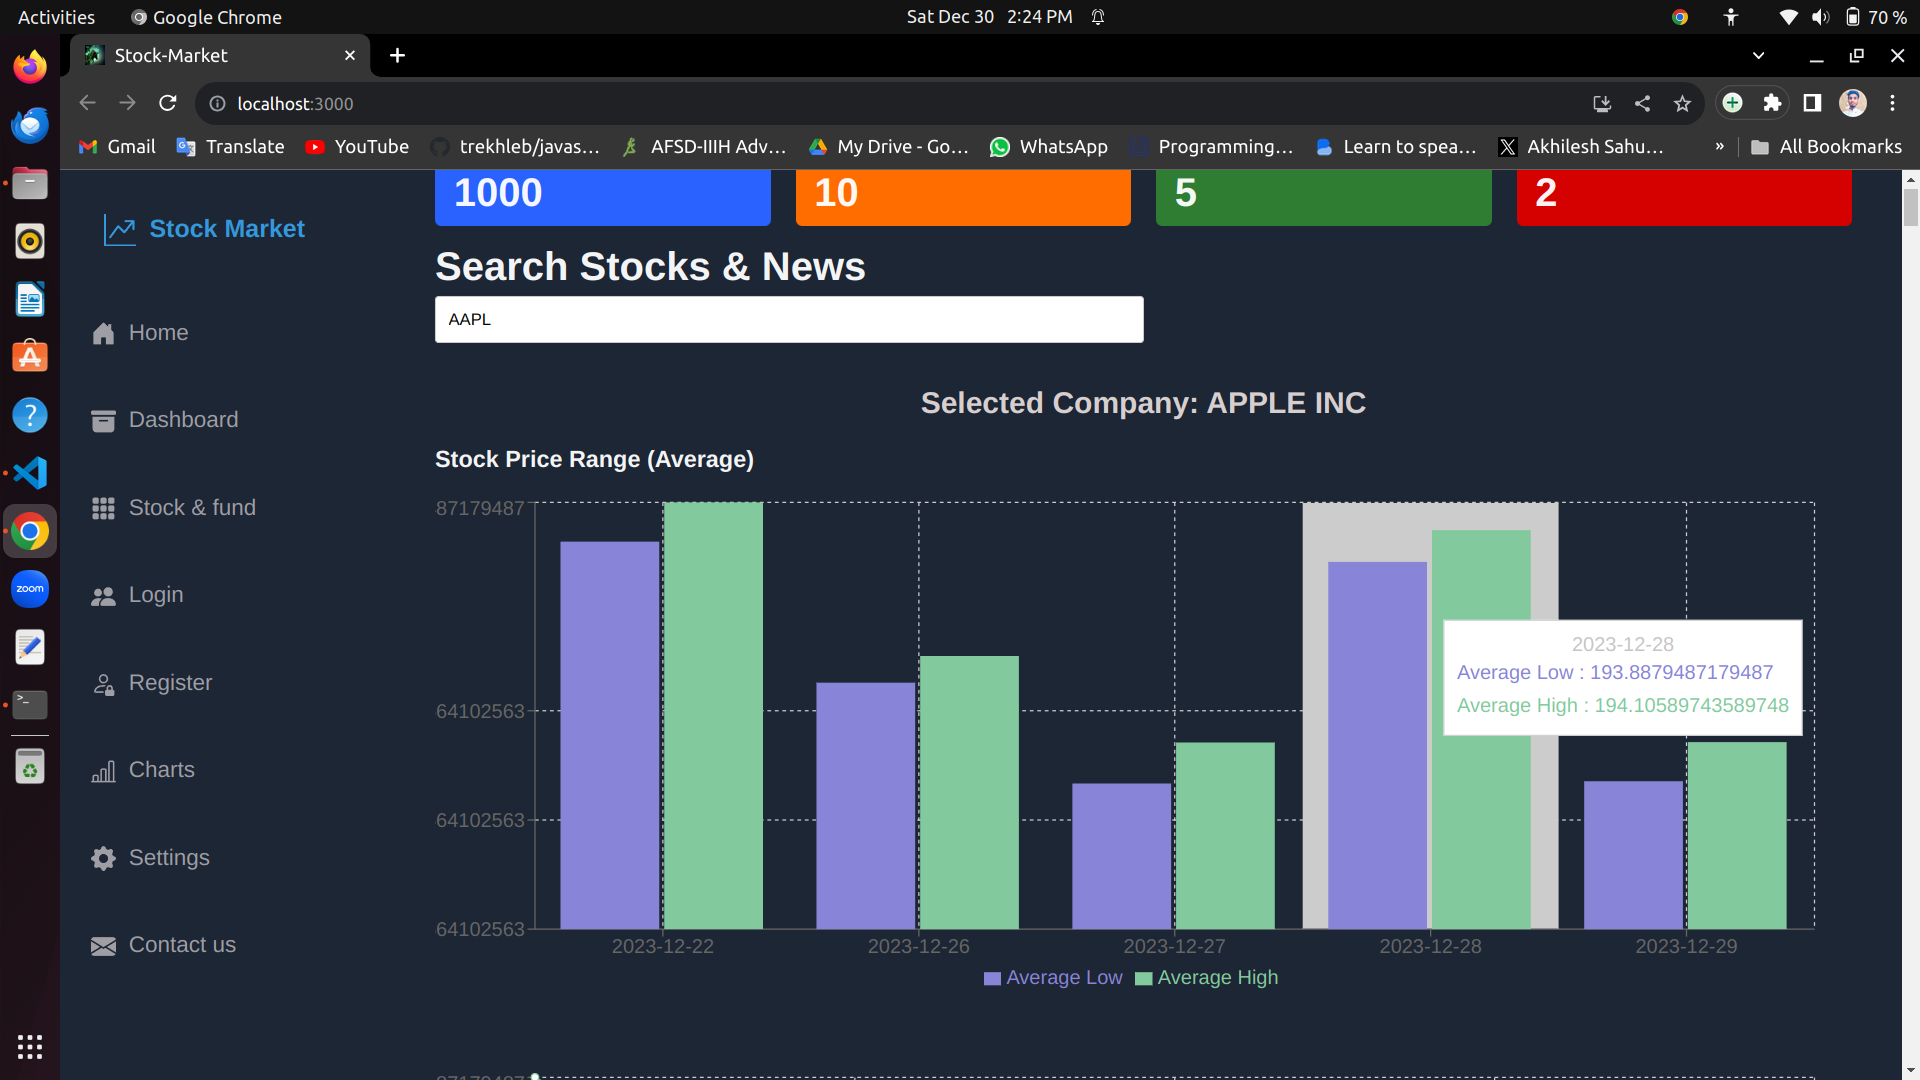 Activities Google Chrome Sat Dec 30 2:24 PM 70 %
Stock-Market
localhost:3000
Gmail Translate YouTube trekhleb/javas... AFSD-IIIH Adv... My Drive - Go... WhatsApp Programming... Learn to spea... Akhilesh Sahu... » All Bookmarks
1000 10 5 2
Stock Market
Search Stocks & News
AAPL
Home
Selected Company: APPLE INC
Dashboard
Stock Price Range (Average)
Stock & fund
Login
Register
Charts
Settings
Contact us
87179487
64102563
64102563
64102563
2023-12-28
Average Low : 193.8879487179487
Average High : 194.10589743589748
2023-12-22 2023-12-26 2023-12-27 2023-12-28 2023-12-29
Average Low Average High
zoom